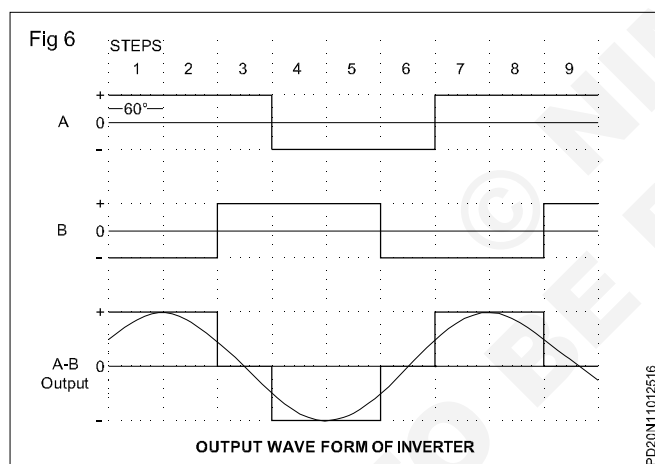 Fig 6
STEPS
1 2 3 4 5 6 7 8 9
+
60°
A 0
-
+
B 0
-
+
A-B 0
Output
-
OUTPUT WAVE FORM OF INVERTER
PD20N11012516
©